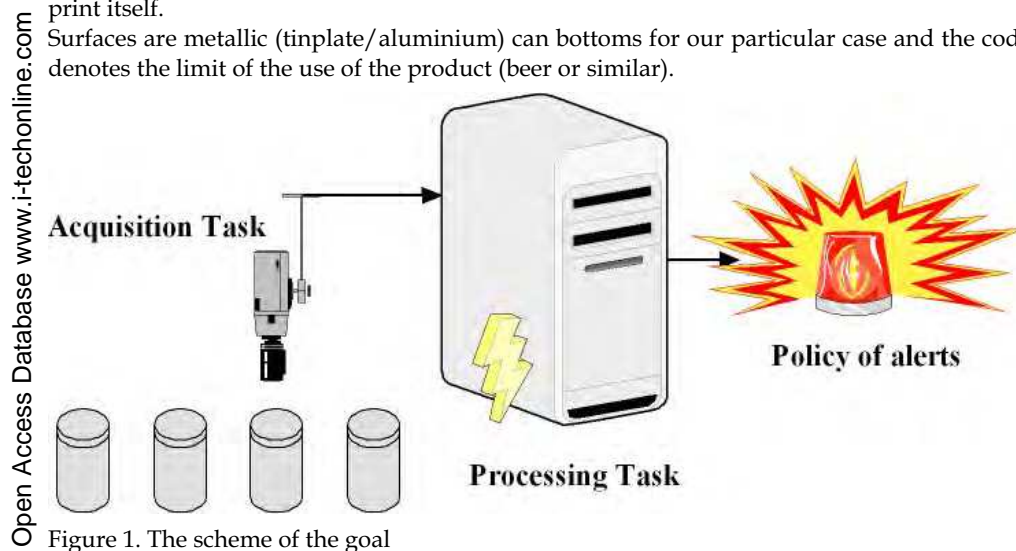 print itself.
Surfaces are metallic (tinplate/aluminium) can bottoms for our particular case and the cod
denotes the limit of the use of the product (beer or similar).
Acquisition Task
Policy of alerts
Processing Task
Figure 1. The scheme of the goal
Open Access Database www.i-techonline.com